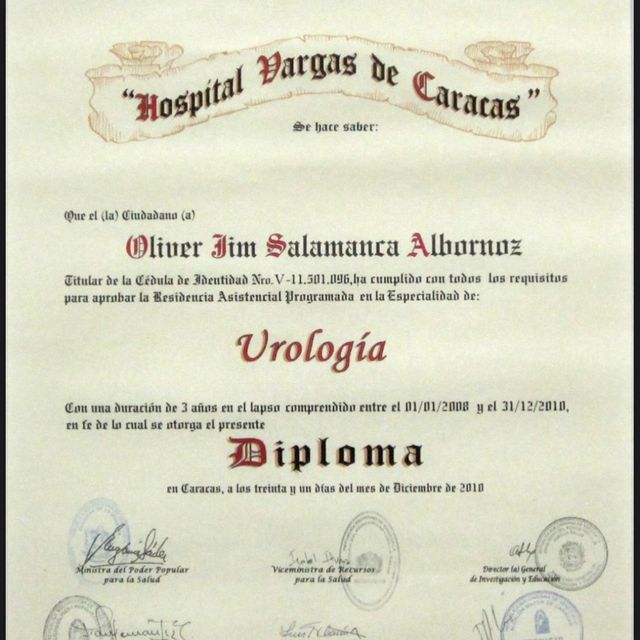 "Hospital Vargas de Caracas"
Se hace saber:
Que el (la) Ciudadano (a)
Oliver Jim Salamanca Albornoz
Titular de la Cédula de Identidad Nro. V-11.501.096,ha cumplido con todos los requisitos
para aprobar la Residencia Asistencial Programada en la Especialidad de:
Urología
Con una duración de 3 años en el lapso comprendido entre el 01/01/2008 y el 31/12/2010,
en fe de lo cual se otorga el presente
Diploma
en Caracas, a los treinta y un días del mes de Diciembre de 2010
Ministra del Poder Popular
para la Salud
Viceministra de Recursos
para la Salud
Director (a) General
de Investigación y Educación